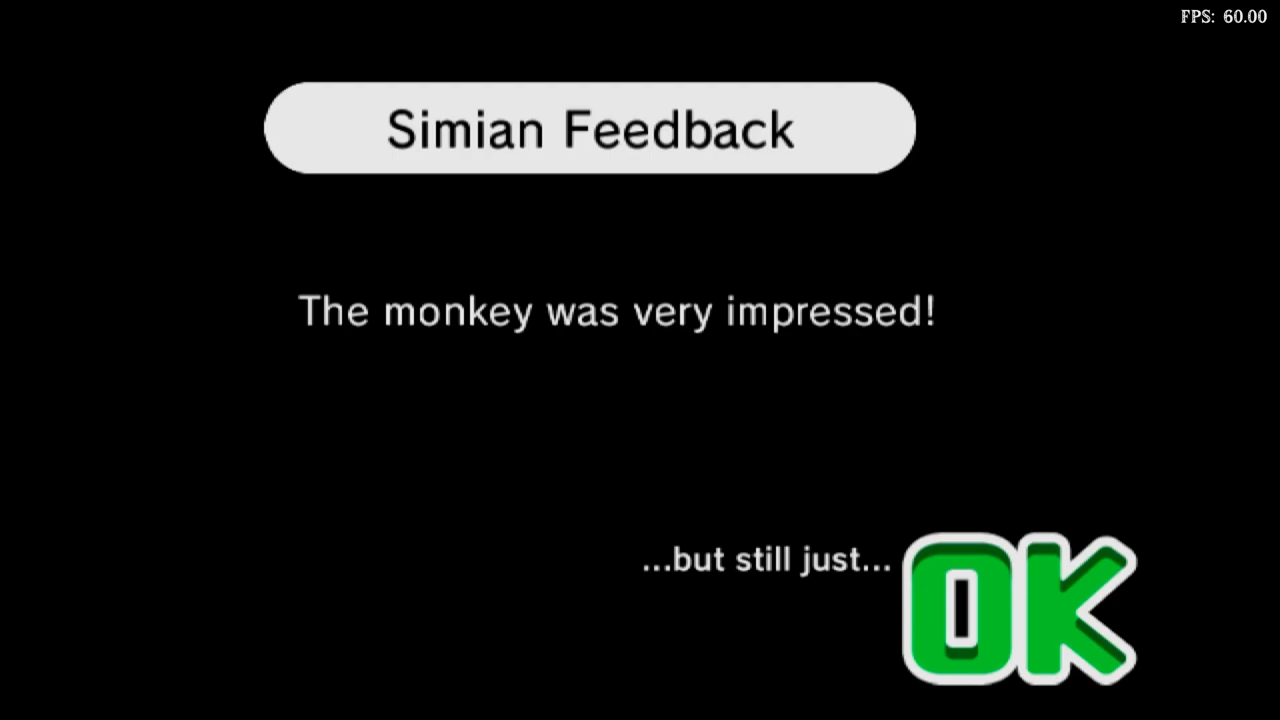 FPS: 60.00
Simian Feedback
The monkey was very impressed!
...but still just... OK